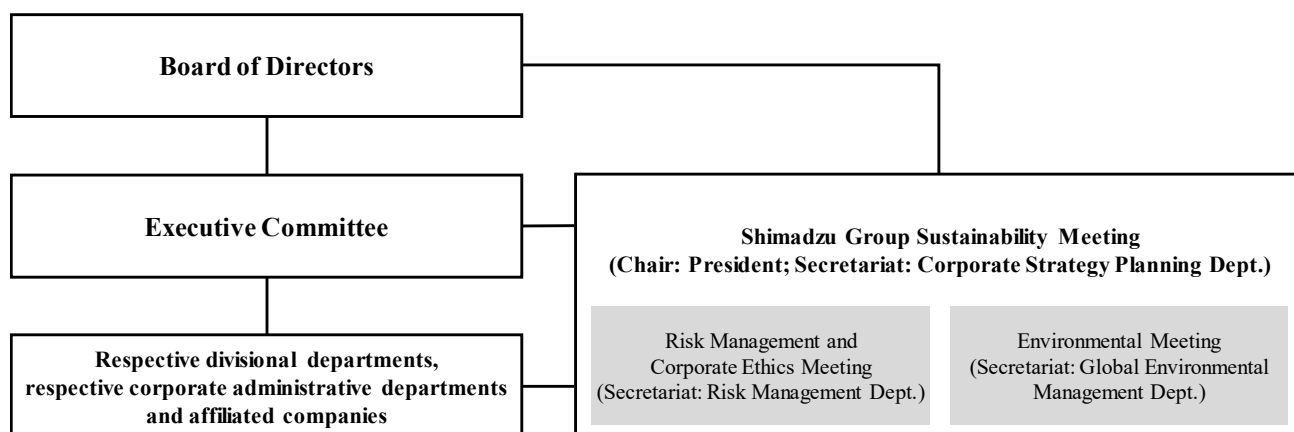 Board of Directors
Executive Committee
Shimadzu Group Sustainability Meeting
(Chair: President; Secretariat: Corporate Strategy Planning Dept.)
Respective divisional departments,
respective corporate administrative departments
and affiliated companies
Risk Management and
Corporate Ethics Meeting
(Secretariat: Risk Management Dept.)
Environmental Meeting
(Secretariat: Global Environmental
Management Dept.)